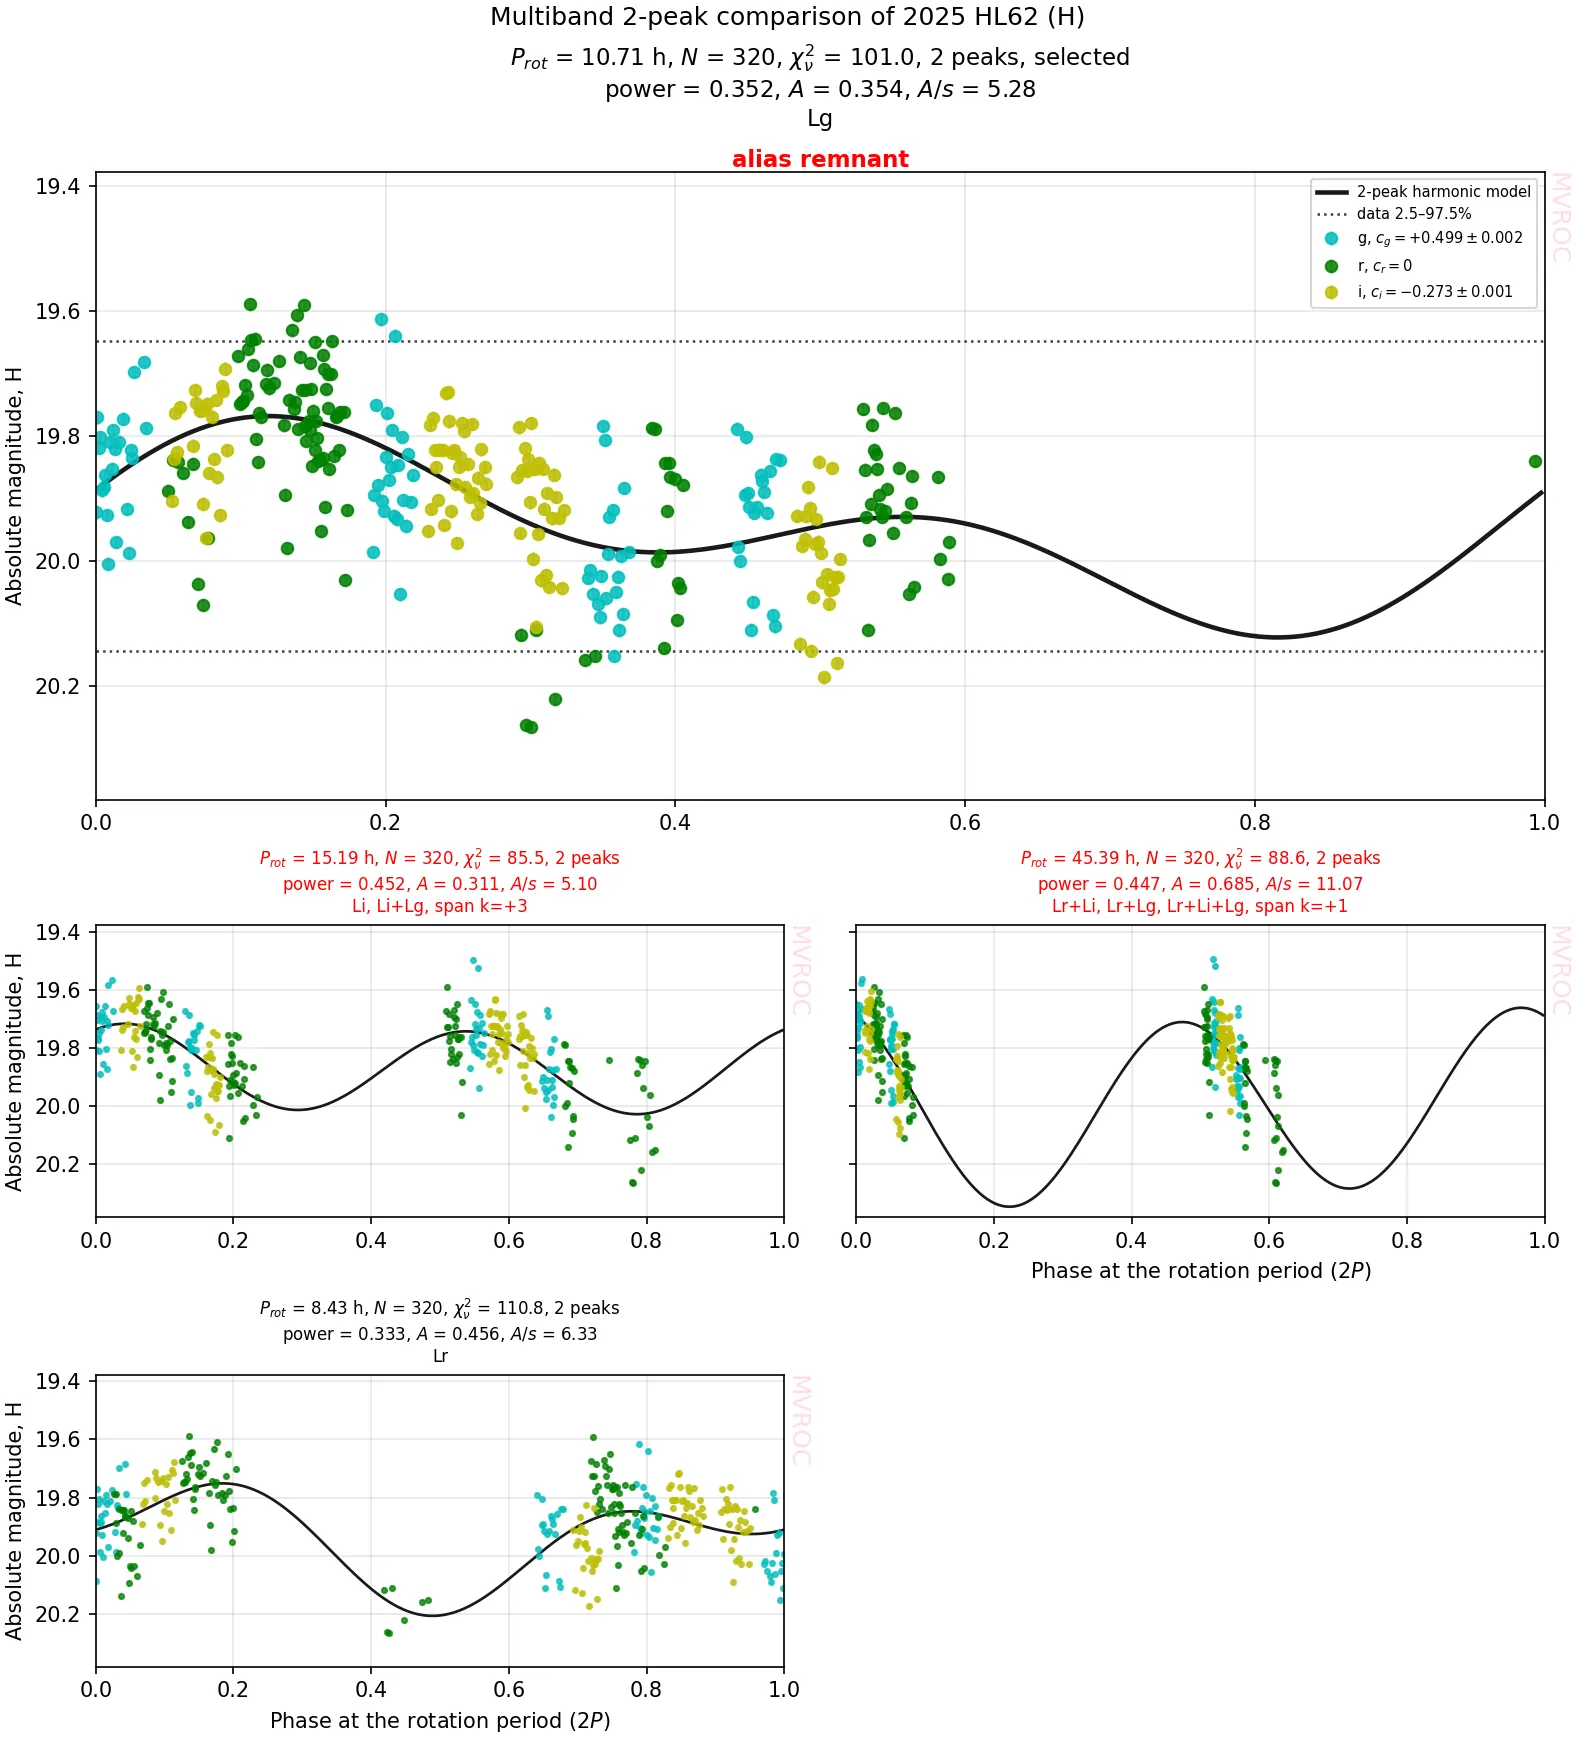 Multiband 2-peak comparison of 2025 HL62 (H)
P_rot = 10.71 h, N = 320, χ²_ν = 101.0, 2 peaks, selected
power = 0.352, A = 0.354, A/s = 5.28
Lg
alias remnant
2-peak harmonic model
data 2.5–97.5%
g, c_g = +0.499 ± 0.002
r, c_r = 0
i, c_i = −0.273 ± 0.001
MVROC
Absolute magnitude, H
19.4
19.6
19.8
20.0
20.2
0.0 0.2 0.4 0.6 0.8 1.0
P_rot = 15.19 h, N = 320, χ²_ν = 85.5, 2 peaks
power = 0.452, A = 0.311, A/s = 5.10
Li, Li+Lg, span k=+3
MVROC
Absolute magnitude, H
19.4
19.6
19.8
20.0
20.2
0.0 0.2 0.4 0.6 0.8 1.0
P_rot = 45.39 h, N = 320, χ²_ν = 88.6, 2 peaks
power = 0.447, A = 0.685, A/s = 11.07
Lr+Li, Lr+Lg, Lr+Li+Lg, span k=+1
MVROC
0.0 0.2 0.4 0.6 0.8 1.0
Phase at the rotation period (2P)
P_rot = 8.43 h, N = 320, χ²_ν = 110.8, 2 peaks
power = 0.333, A = 0.456, A/s = 6.33
Lr
MVROC
Absolute magnitude, H
19.4
19.6
19.8
20.0
20.2
0.0 0.2 0.4 0.6 0.8 1.0
Phase at the rotation period (2P)